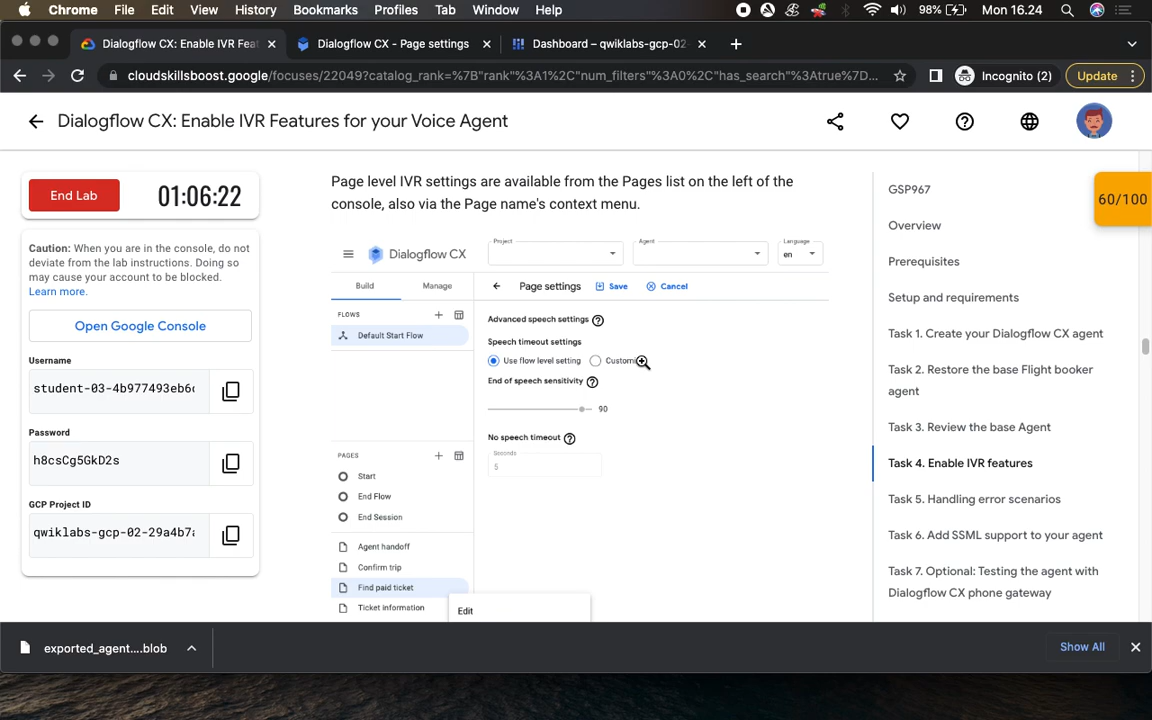 Chrome File Edit View History Bookmarks Profiles Tab Window Help 98% Mon 16.24
Dialogflow CX: Enable IVR Feat
Dialogflow CX - Page settings
Dashboard – qwiklabs-gcp-02-
cloudskillsboost.google/focuses/22049?catalog_rank=%7B"rank"%3A1%2C"num_filters"%3A0%2C"has_search"%3Atrue%7D... Incognito (2) Update
Dialogflow CX: Enable IVR Features for your Voice Agent
End Lab 01:06:22
Caution: When you are in the console, do not
deviate from the lab instructions. Doing so
may cause your account to be blocked.
Learn more.
Open Google Console
Username
student-03-4b977493eb6
Password
h8csCg5GkD2s
GCP Project ID
qwiklabs-gcp-02-29a4b7
Page level IVR settings are available from the Pages list on the left of the
console, also via the Page name's context menu.
Dialogflow CX
Project
Agent
Language
en
Build Manage
Page settings Save Cancel
FLOWS
Default Start Flow
Advanced speech settings
Speech timeout settings
Use flow level setting Customi
End of speech sensitivity
90
No speech timeout
Seconds
5
PAGES
Start
End Flow
End Session
Agent handoff
Confirm trip
Find paid ticket
Ticket information
Edit
60/100
GSP967
Overview
Prerequisites
Setup and requirements
Task 1. Create your Dialogflow CX agent
Task 2. Restore the base Flight booker
agent
Task 3. Review the base Agent
Task 4. Enable IVR features
Task 5. Handling error scenarios
Task 6. Add SSML support to your agent
Task 7. Optional: Testing the agent with
Dialogflow CX phone gateway
exported_agent....blob
Show All